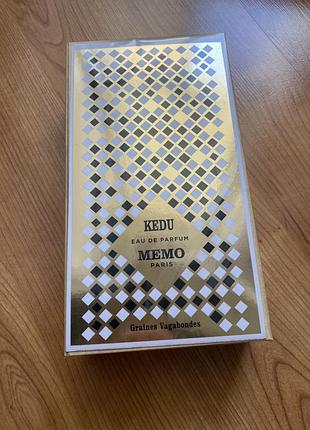 KEDU
EAU DE PARFUM
MEMO
PARIS
Graines Vagabondes